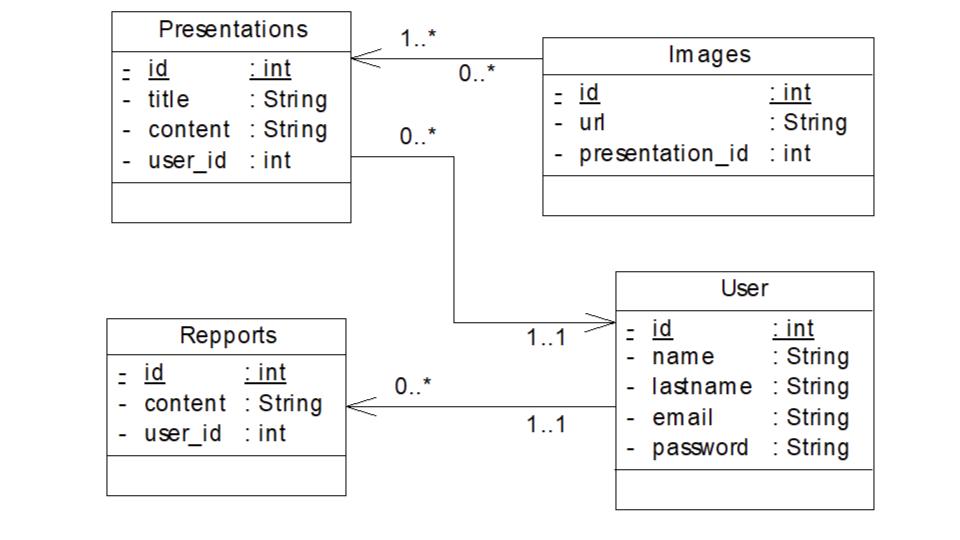 Presentations
- id : int
- title : String
- content : String
- user_id : int
1..*
0..*
Images
- id : int
- url : String
- presentation_id : int
0..*
1..1
Repports
- id : int
- content : String
- user_id : int
0..*
1..1
User
- id : int
- name : String
- lastname : String
- email : String
- password : String